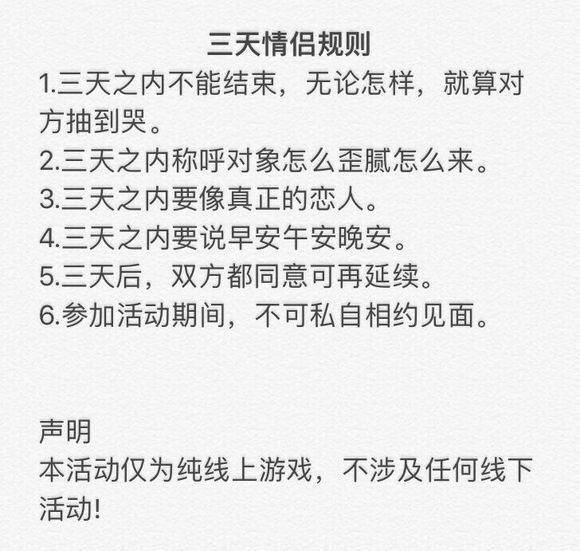 三天情侣规则
1.三天之内不能结束，无论怎样，就算对
方抽到哭。
2.三天之内称呼对象怎么歪腻怎么来。
3.三天之内要像真正的恋人。
4.三天之内要说早安午安晚安。
5.三天后，双方都同意可再延续。
6.参加活动期间，不可私自相约见面。
声明
本活动仅为纯线上游戏，不涉及任何线下
活动!